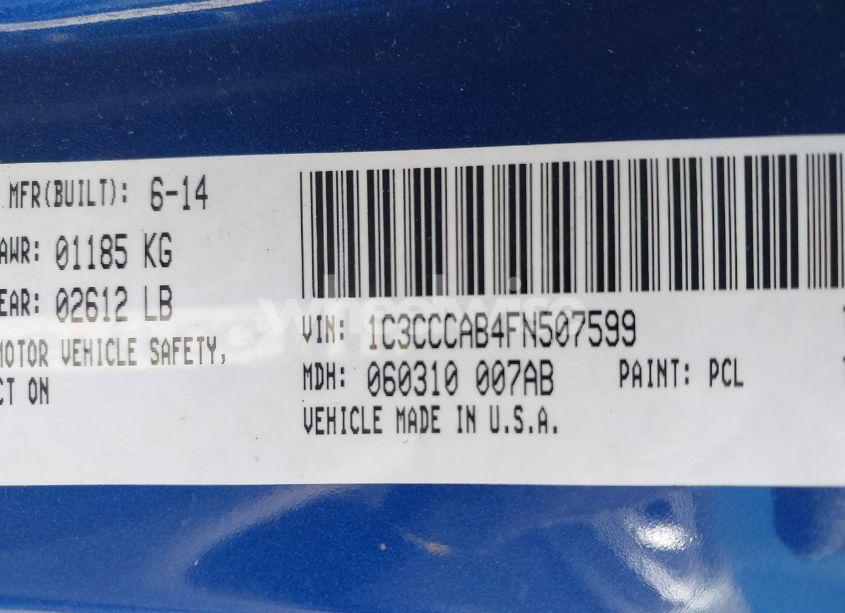 MFR(BUILT): 6-14
AWR: 01185 KG
EAR: 02612 LB
MOTOR VEHICLE SAFETY,
CT ON
wheelwise
VIN: 1C3CCCAB4FN507599
MDH: 060310 007AB PAINT: PCL
VEHICLE MADE IN U.S.A.